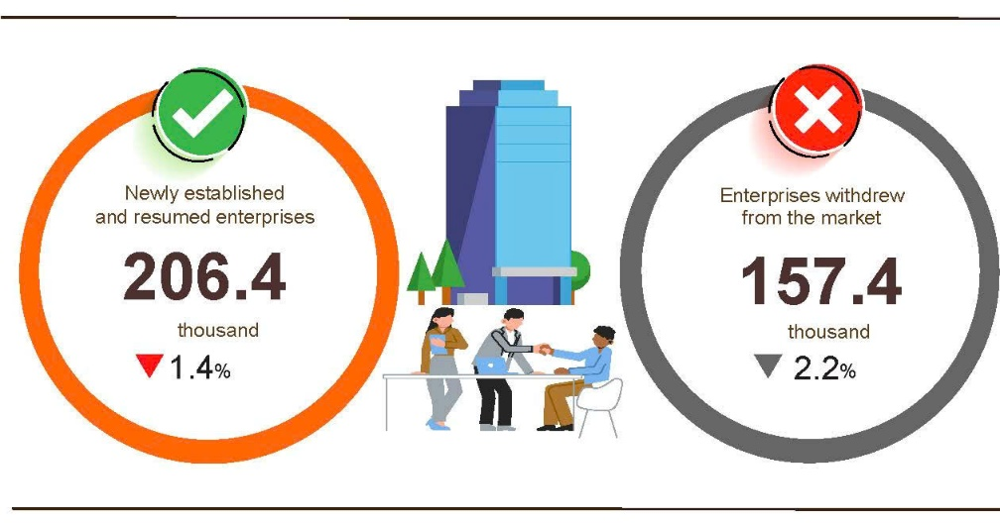 Newly established
and resumed enterprises
206.4
thousand
▼ 1.4%
Enterprises withdrew
from the market
157.4
thousand
▼ 2.2%